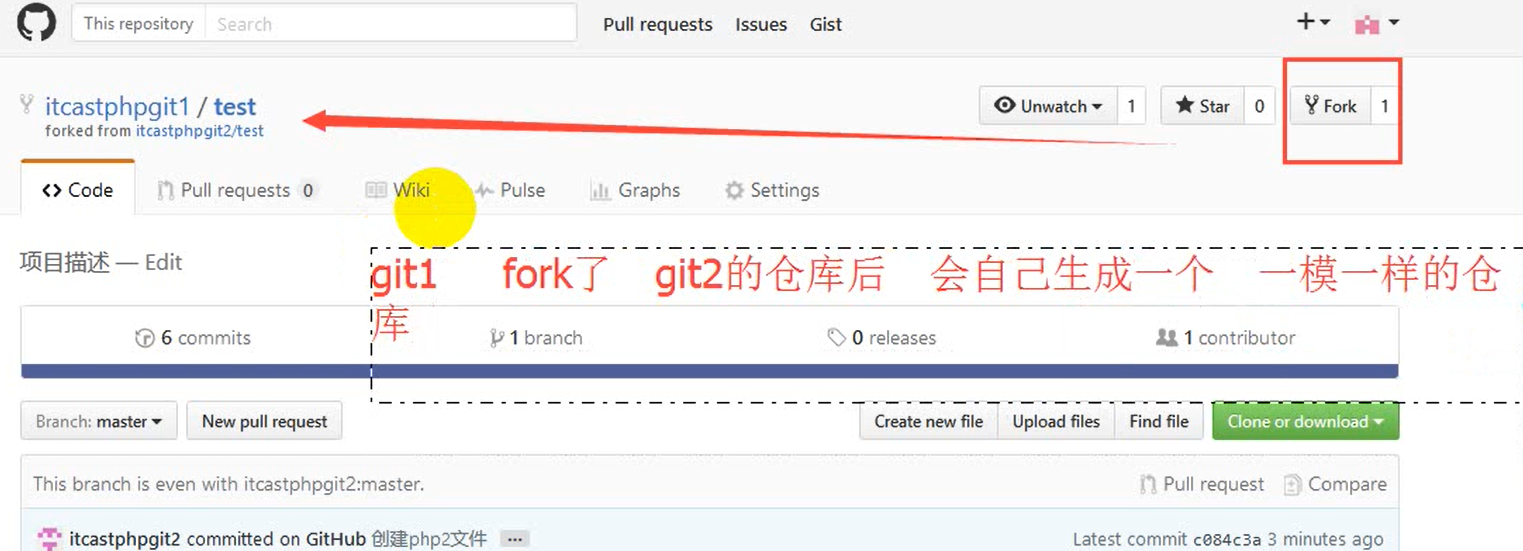 This repository Search Pull requests Issues Gist
itcastphpgit1 / test Unwatch 1 Star 0 Fork 1
forked from itcastphpgit2/test
Code Pull requests 0 Wiki Pulse Graphs Settings
项目描述 — Edit
git1 fork了 git2的仓库后 会自己生成一个 一模一样的仓
库
6 commits 1 branch 0 releases 1 contributor
Branch: master New pull request Create new file Upload files Find file Clone or download
This branch is even with itcastphpgit2:master. Pull request Compare
itcastphpgit2 committed on GitHub 创建php2文件 ... Latest commit c084c3a 3 minutes ago